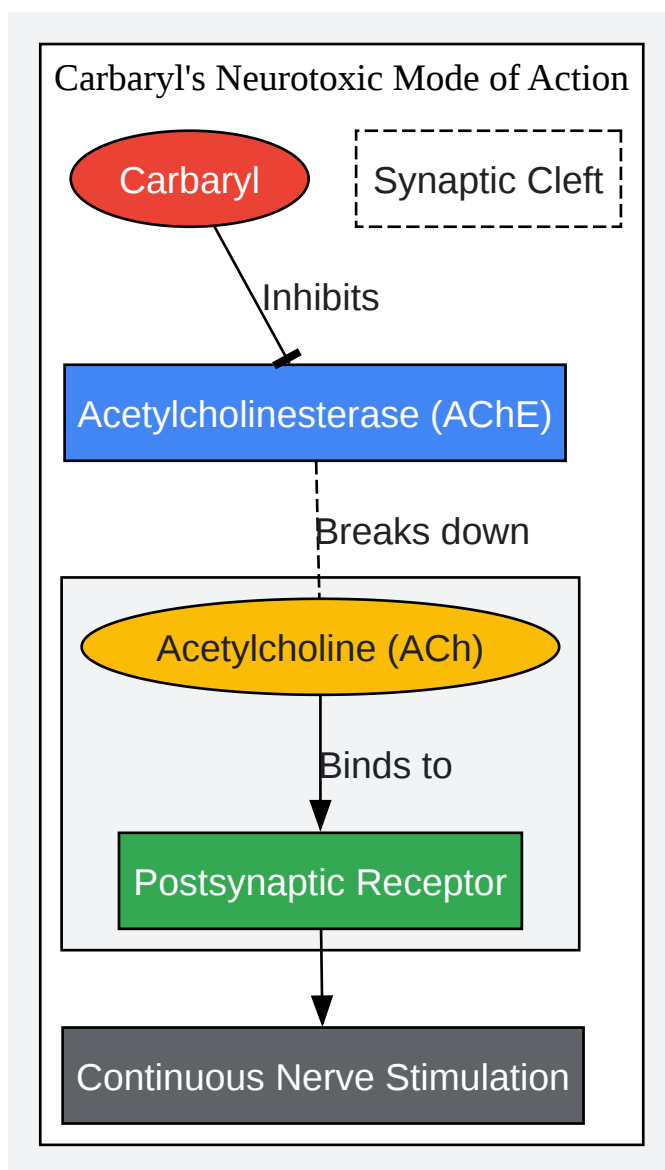 Carbaryl's Neurotoxic Mode of Action
Carbaryl
Synaptic Cleft
Inhibits
Acetylcholinesterase (AChE)
Breaks down
Acetylcholine (ACh)
Binds to
Postsynaptic Receptor
Continuous Nerve Stimulation